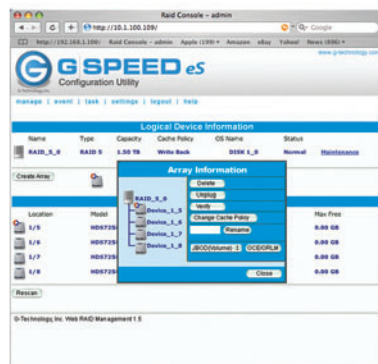 Raid Console - admin
http://10.1.100.109/
Google
http://192.168.1.109/ Raid Console - admin Apple (199) Amazon eBay Yahoo! News (896)
www.g-technology.com
G SPEED eS
Configuration Utility
manage | event | task | settings | logout | help
Logical Device Information
Name Type Capacity Cache Policy OS Name Status
RAID_5_0 RAID 5 1.50 TB Write Back DISK 1_0 Normal Maintenance
Create Array
Array Information
RAID_5_0
Device_1_5
Device_1_6
Device_1_7
Device_1_8
Delete
Unplug
Verify
Change Cache Policy
Rename
JBOD(Volume) OCE/ORLM
Close
Location Model Max Free
1/5 HDS725 0.00 GB
1/6 HDS725 0.00 GB
1/7 HDS725 0.00 GB
1/8 HDS725 0.00 GB
Rescan
G-Technology, Inc. Web RAID Management 1.5